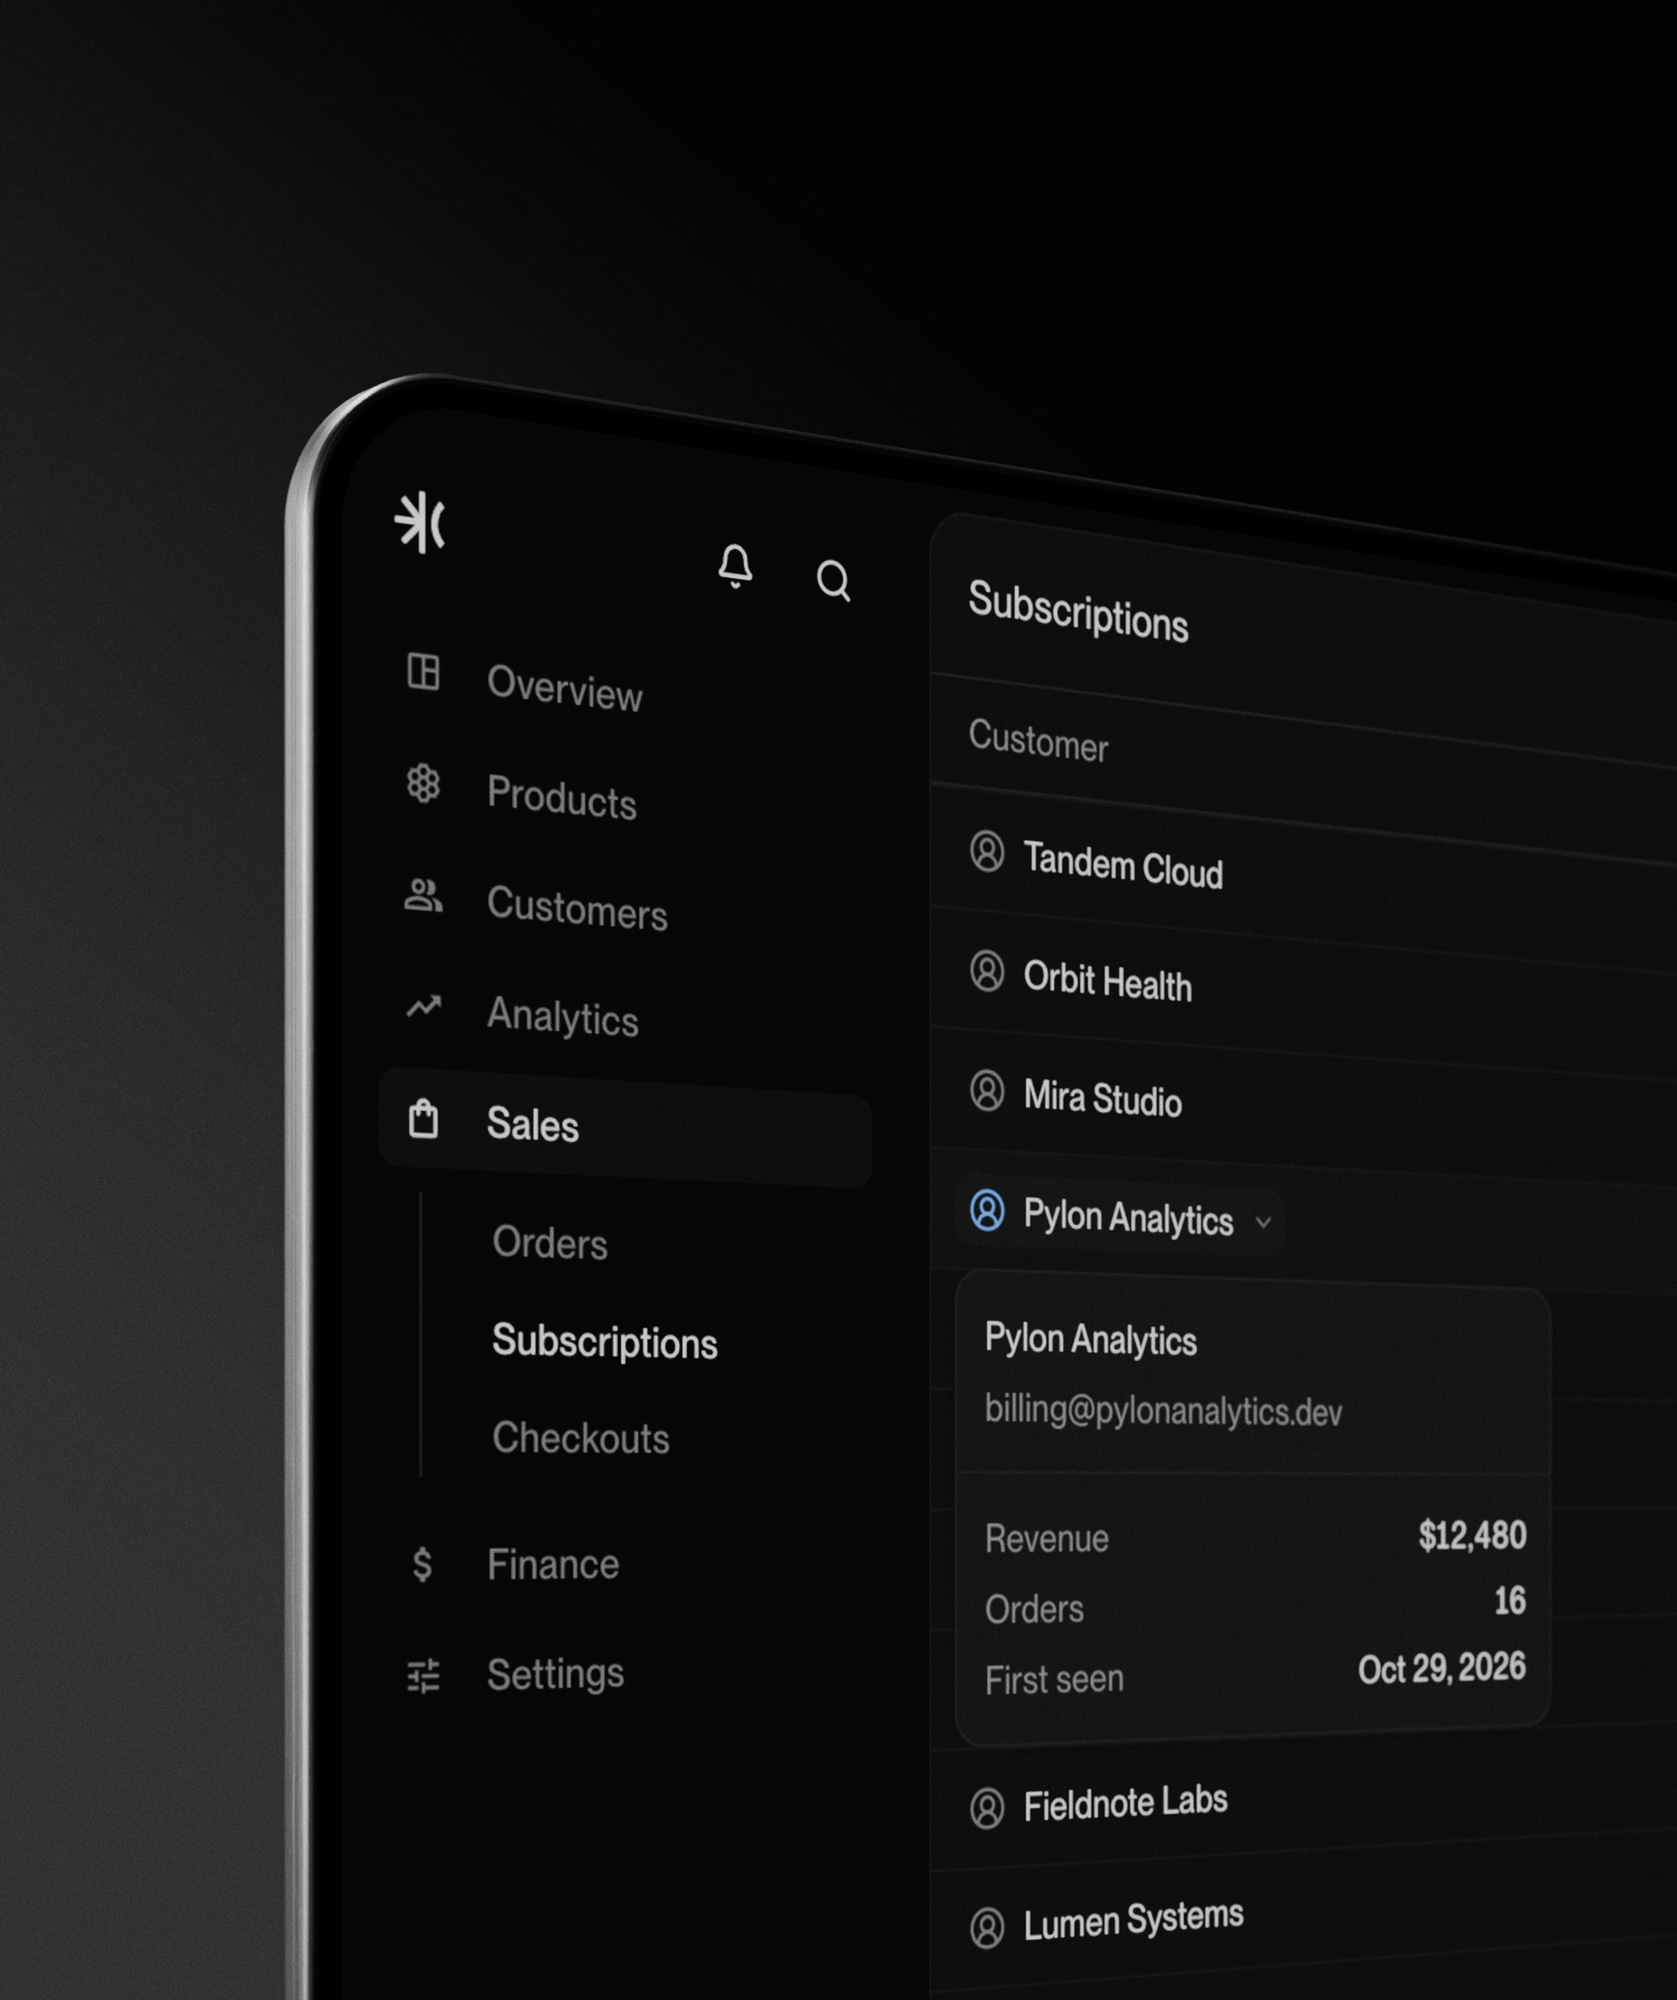 Overview
Products
Customers
Analytics
Sales
Orders
Subscriptions
Checkouts
Finance
Settings
Subscriptions
Customer
Tandem Cloud
Orbit Health
Mira Studio
Pylon Analytics
Pylon Analytics
billing@pylonanalytics.dev
Revenue $12,480
Orders 16
First seen Oct 29, 2026
Fieldnote Labs
Lumen Systems